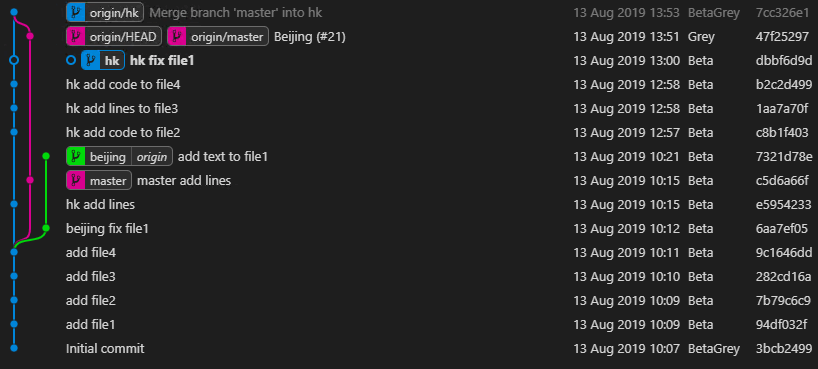 origin/hk Merge branch 'master' into hk 13 Aug 2019 13:53 BetaGrey 7cc326e1
origin/HEAD origin/master Beijing (#21) 13 Aug 2019 13:51 Grey 47f25297
hk hk fix file1 13 Aug 2019 13:00 Beta dbbf6d9d
hk add code to file4 13 Aug 2019 12:58 Beta b2c2d499
hk add lines to file3 13 Aug 2019 12:58 Beta 1aa7a70f
hk add code to file2 13 Aug 2019 12:57 Beta c8b1f403
beijing origin add text to file1 13 Aug 2019 10:21 Beta 7321d78e
master master add lines 13 Aug 2019 10:15 Beta c5d6a66f
hk add lines 13 Aug 2019 10:15 Beta e5954233
beijing fix file1 13 Aug 2019 10:12 Beta 6aa7ef05
add file4 13 Aug 2019 10:11 Beta 9c1646dd
add file3 13 Aug 2019 10:10 Beta 282cd16a
add file2 13 Aug 2019 10:09 Beta 7b79c6c9
add file1 13 Aug 2019 10:09 Beta 94df032f
Initial commit 13 Aug 2019 10:07 BetaGrey 3bcb2499